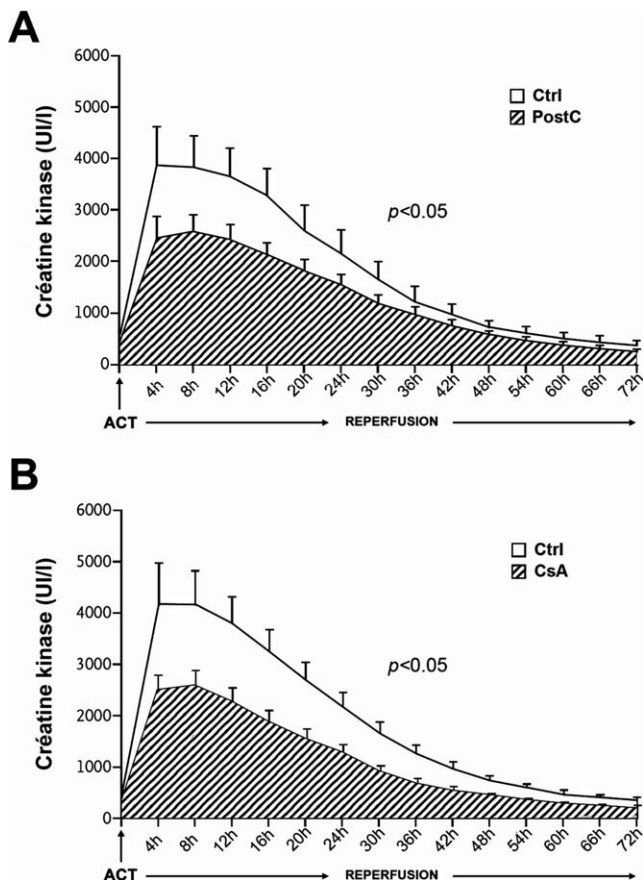 A
Créatine kinase (UI/l)
6000
5000
4000
3000
2000
1000
0
Ctrl
PostC
p<0.05
4h 8h 12h 16h 20h 24h 30h 36h 42h 48h 54h 60h 66h 72h
ACT REPERFUSION
B
Créatine kinase (UI/l)
6000
5000
4000
3000
2000
1000
0
Ctrl
CsA
p<0.05
4h 8h 12h 16h 20h 24h 30h 36h 42h 48h 54h 60h 66h 72h
ACT REPERFUSION